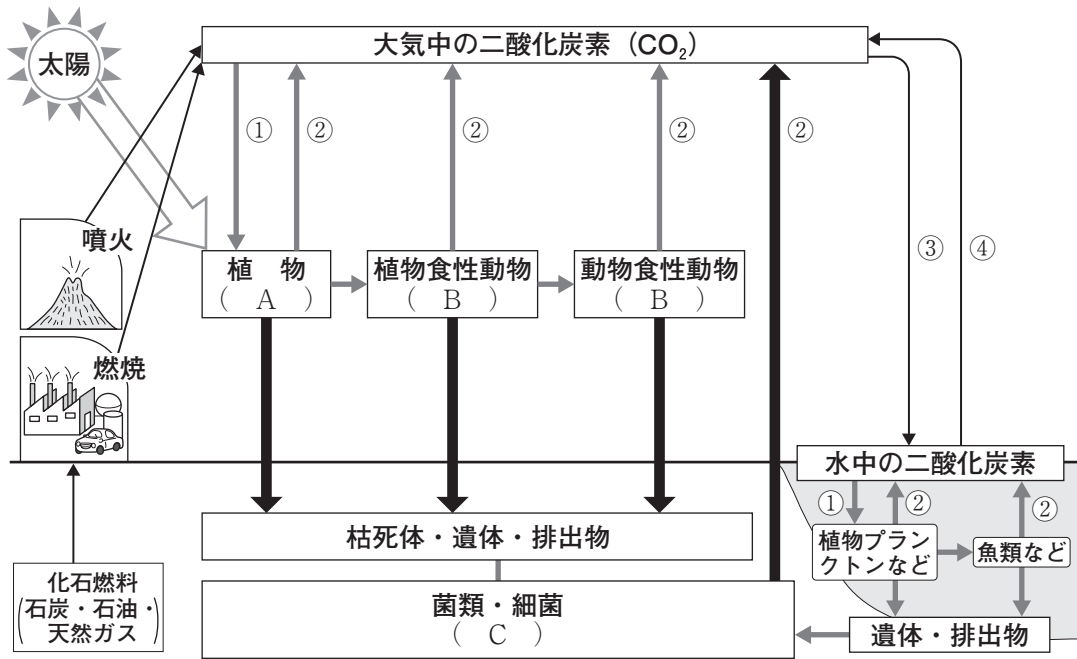 大気中の二酸化炭素（CO₂）
太陽
①
②
②
②
②
③
④
噴火
植　物
（　A　）
植物食性動物
（　B　）
動物食性動物
（　B　）
燃焼
水中の二酸化炭素
①
②
②
植物プラン
クトンなど
魚類など
枯死体・遺体・排出物
化石燃料
（石炭・石油・
天然ガス）
菌類・細菌
（　C　）
遺体・排出物